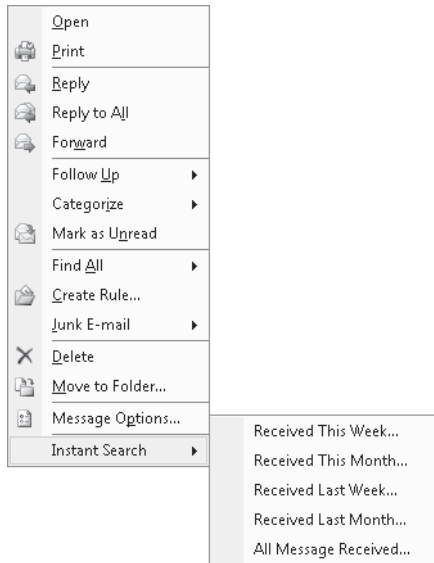 Open
Print
Reply
Reply to All
Forward
Follow Up
Categorize
Mark as Unread
Find All
Create Rule...
Junk E-mail
Delete
Move to Folder...
Message Options...
Instant Search
Received This Week...
Received This Month...
Received Last Week...
Received Last Month...
All Message Received...